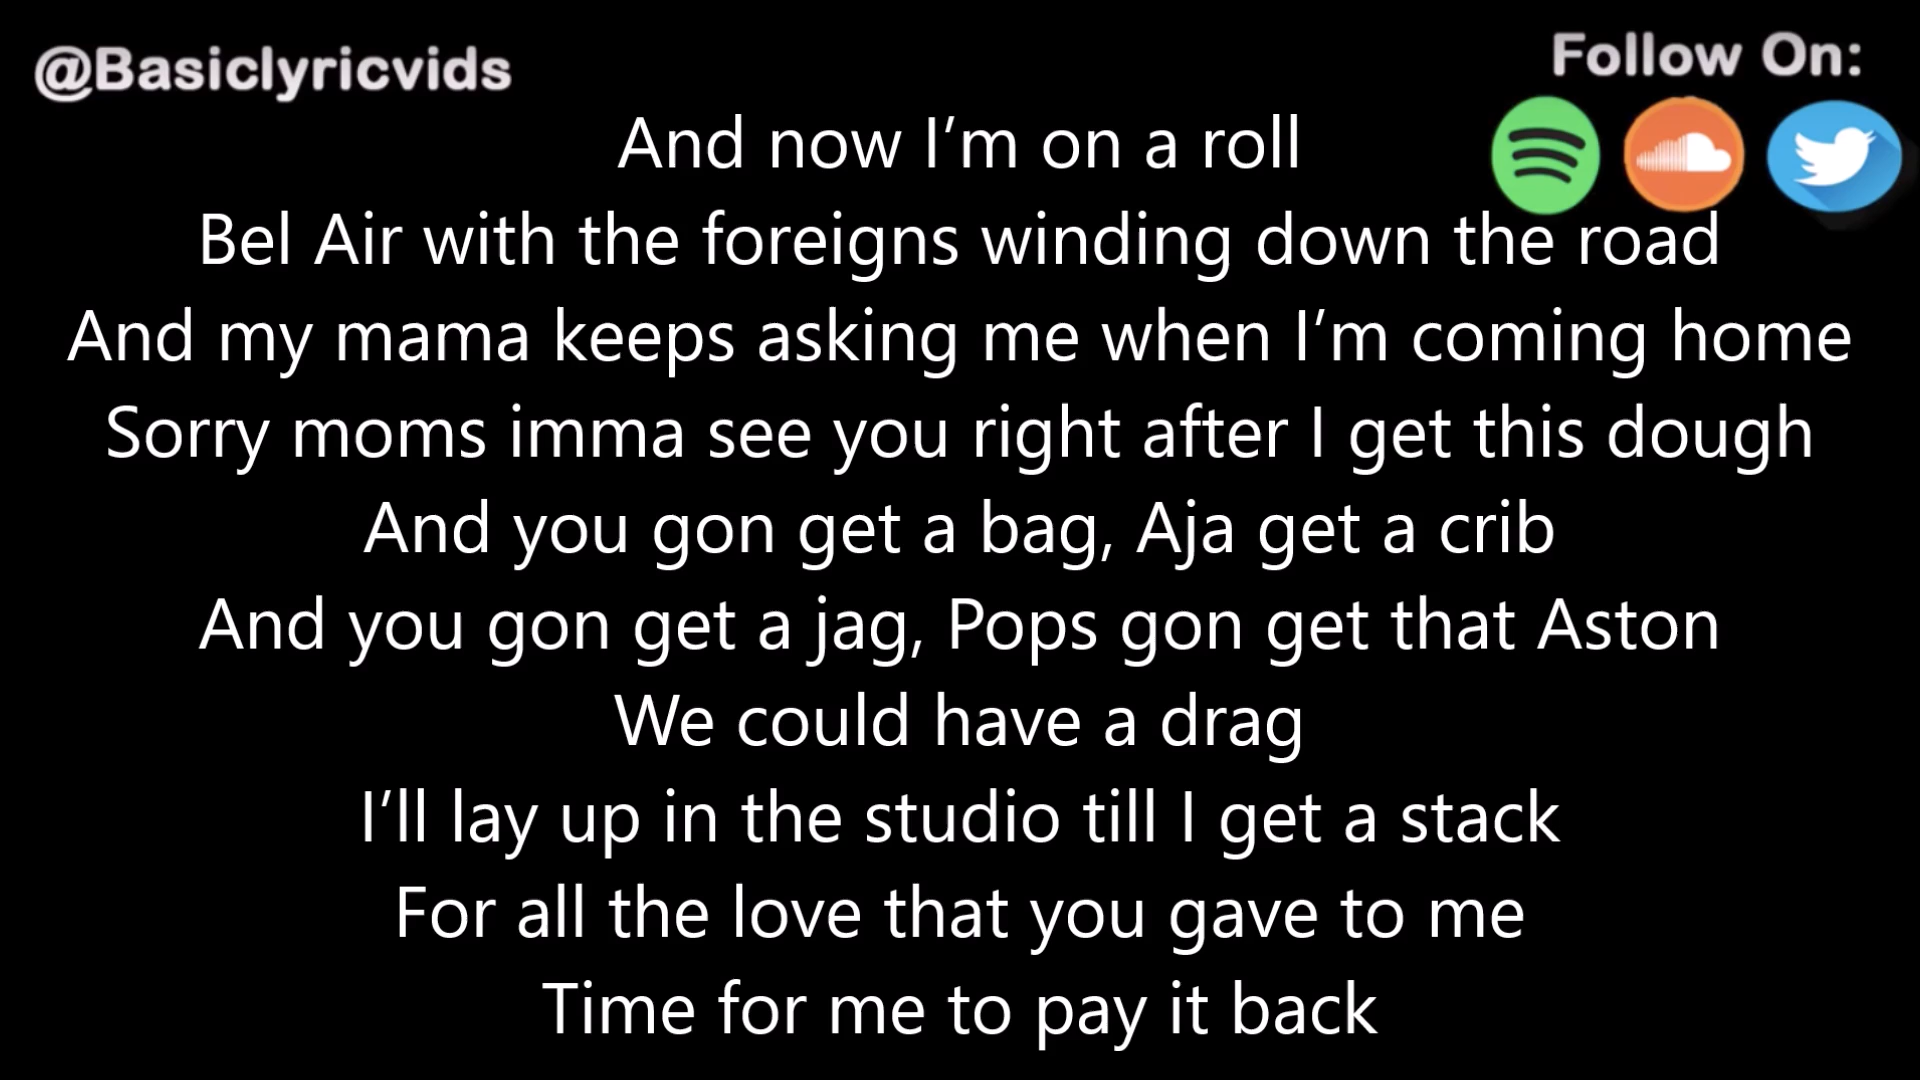 @Basiclyricvids
Follow On:
And now I’m on a roll
Bel Air with the foreigns winding down the road
And my mama keeps asking me when I’m coming home
Sorry moms imma see you right after I get this dough
And you gon get a bag, Aja get a crib
And you gon get a jag, Pops gon get that Aston
We could have a drag
I’ll lay up in the studio till I get a stack
For all the love that you gave to me
Time for me to pay it back